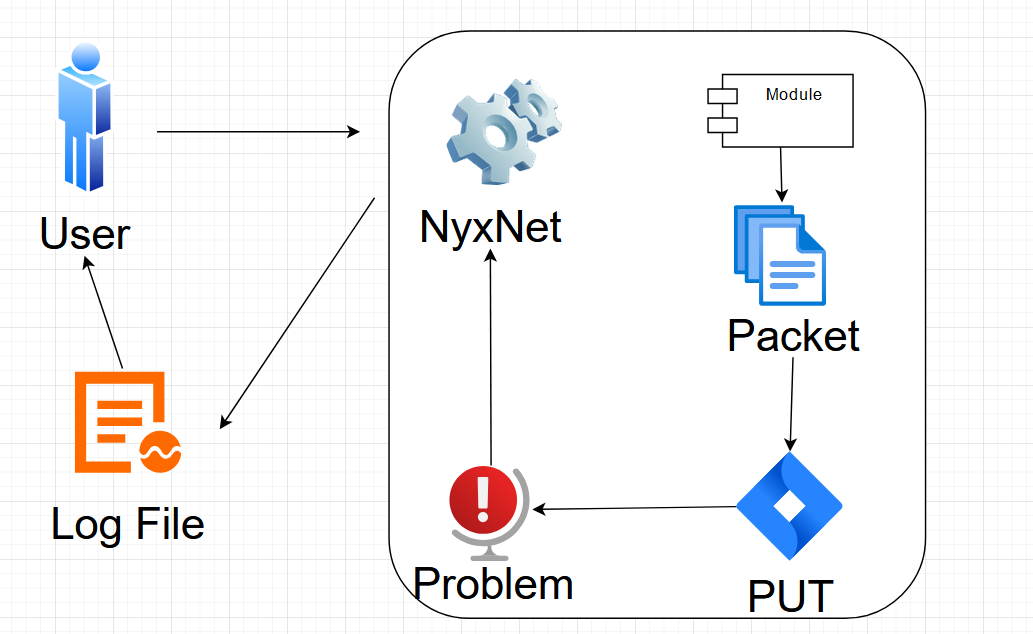 Module
User
NyxNet
Packet
Log File
Problem
PUT